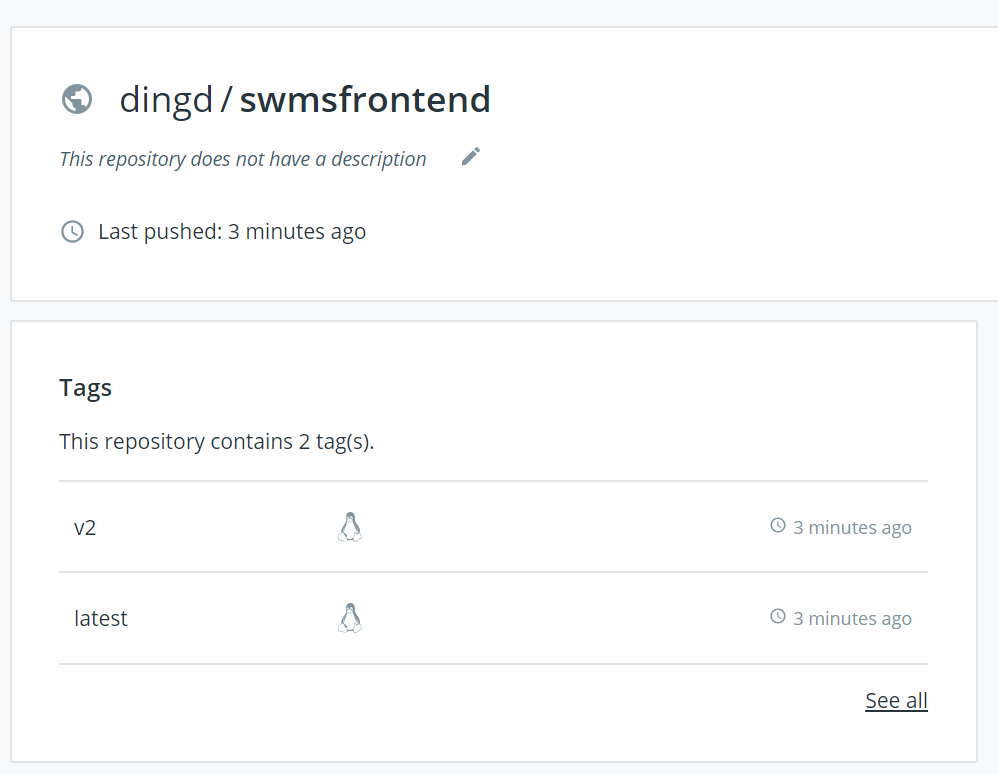 dingd / swmsfrontend
This repository does not have a description
Last pushed: 3 minutes ago
Tags
This repository contains 2 tag(s).
v2 3 minutes ago
latest 3 minutes ago
See all